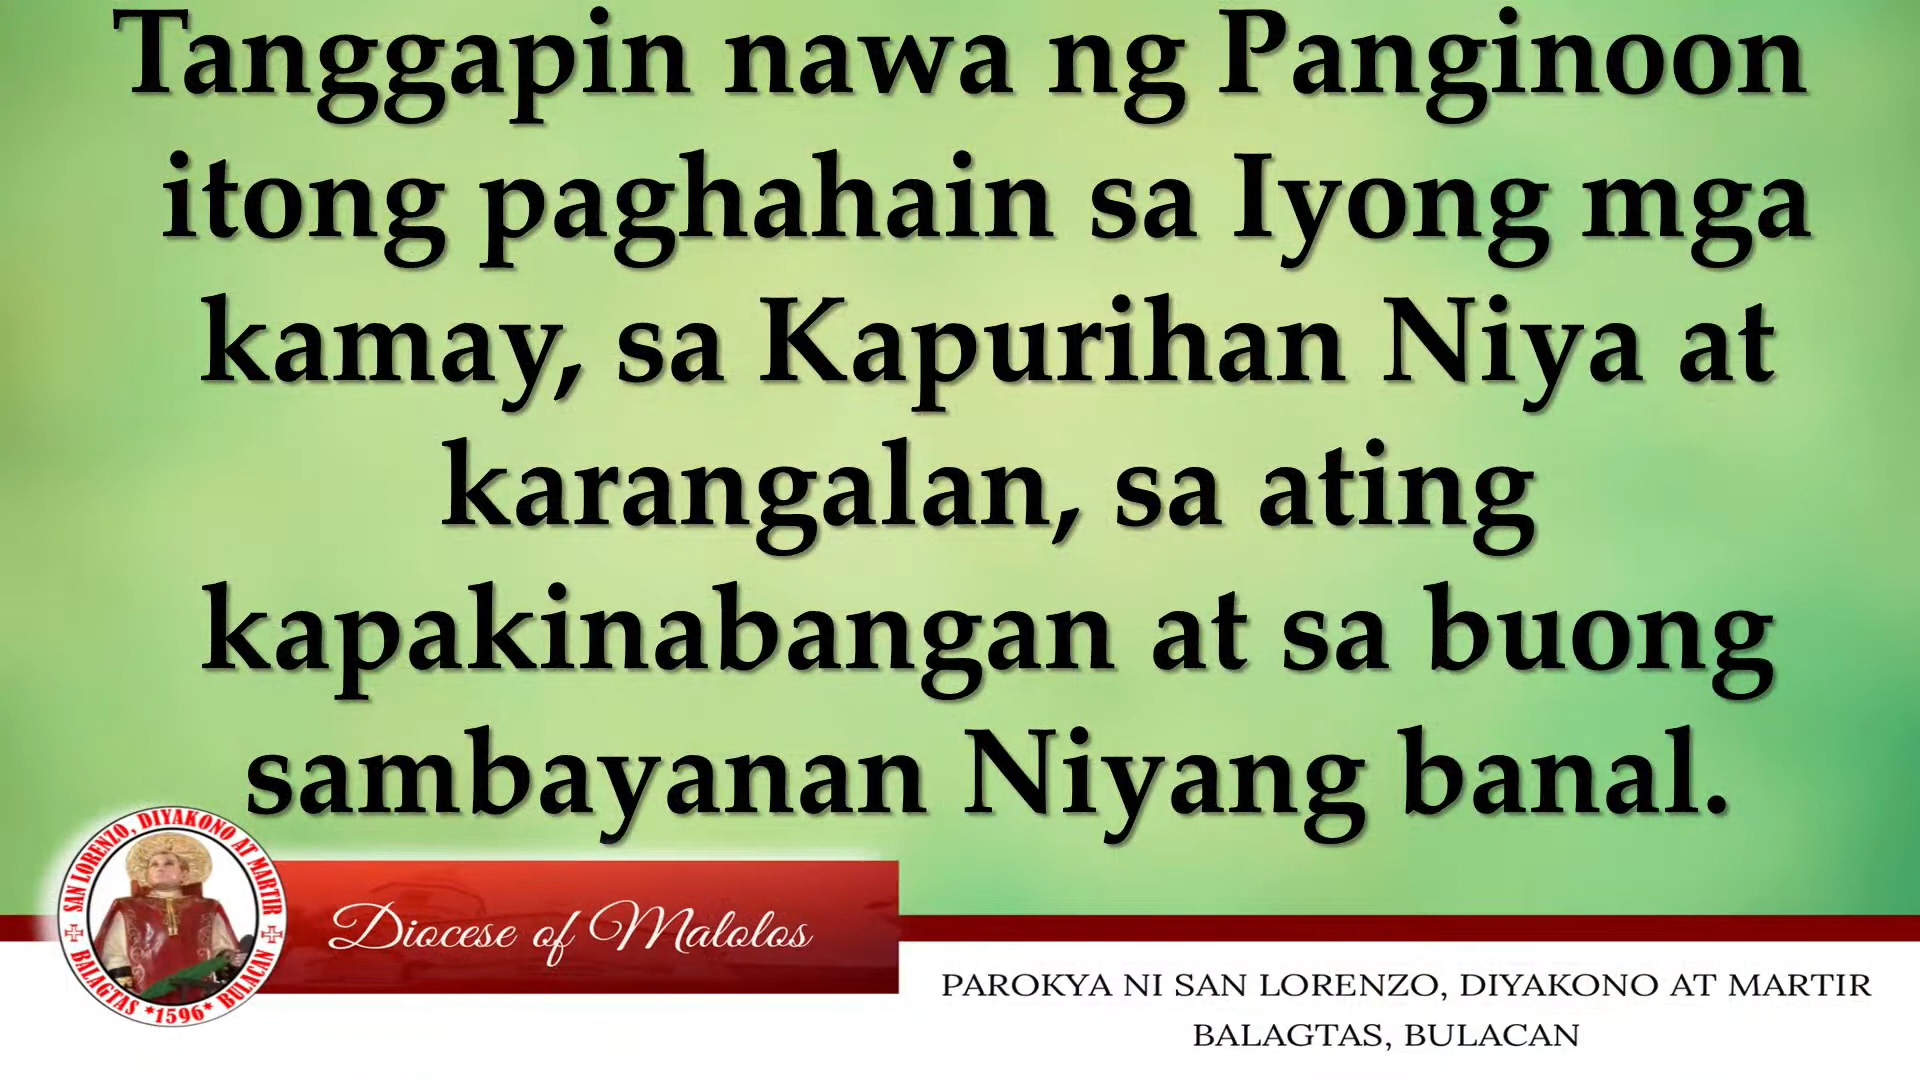 Tanggapin nawa ng Panginoon
itong paghahain sa Iyong mga
kamay, sa Kapurihan Niya at
karangalan, sa ating
kapakinabangan at sa buong
sambayanan Niyang banal.
SAN LORENZO, DIYAKONO AT MARTIR
BALAGTAS *1596* BULACAN
Diocese of Malolos
PAROKYA NI SAN LORENZO, DIYAKONO AT MARTIR
BALAGTAS, BULACAN